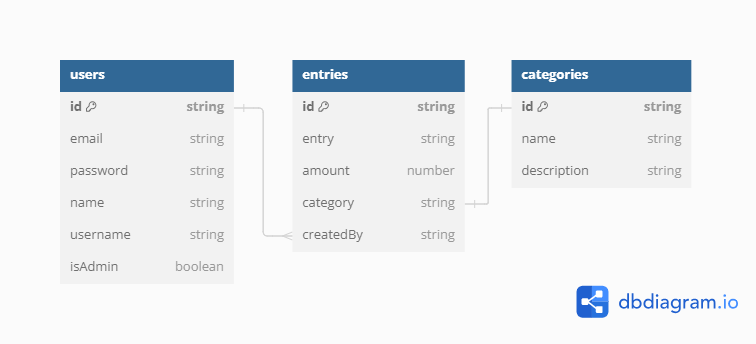 users
id string
email string
password string
name string
username string
isAdmin boolean
entries
id string
entry string
amount number
category string
createdBy string
categories
id string
name string
description string
dbdiagram.io